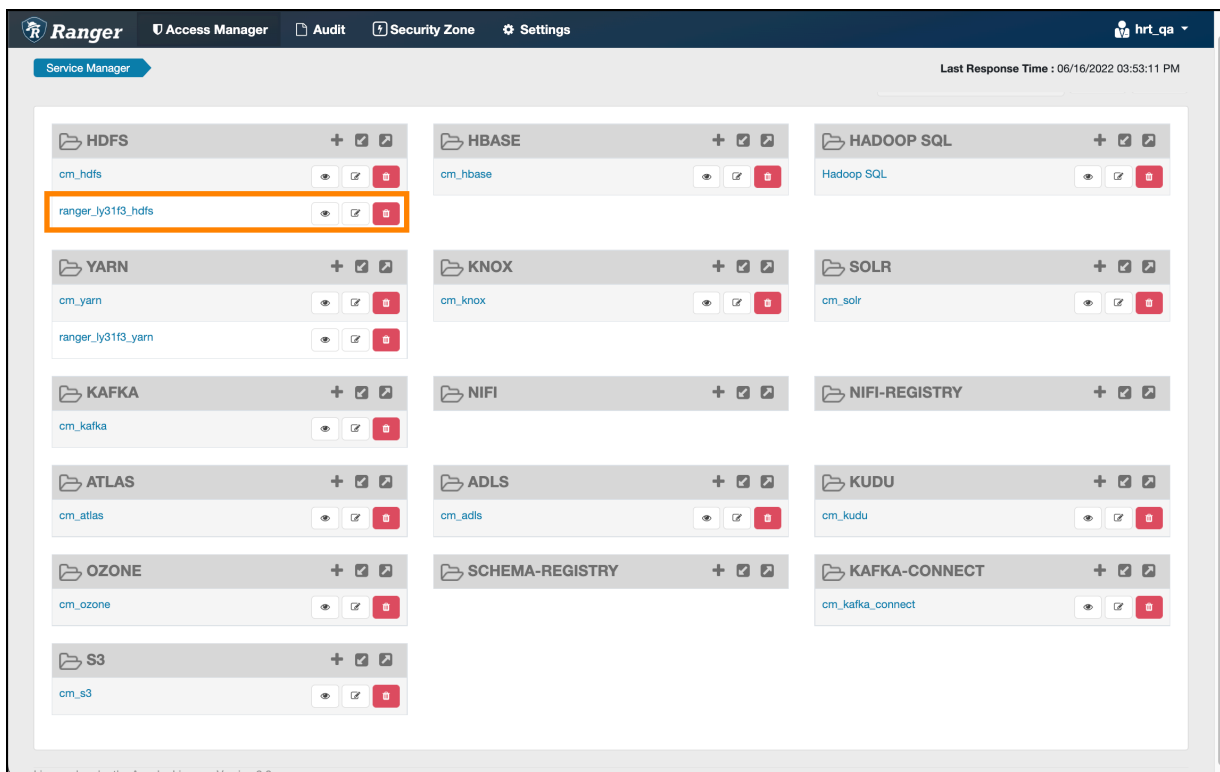 Ranger Access Manager Audit Security Zone Settings hrt_qa
Service Manager Last Response Time : 06/16/2022 03:53:11 PM
HDFS HBASE HADOOP SQL
cm_hdfs cm_hbase Hadoop SQL
ranger_ly31f3_hdfs
YARN KNOX SOLR
cm_yarn cm_knox cm_solr
ranger_ly31f3_yarn
KAFKA NIFI NIFI-REGISTRY
cm_kafka
ATLAS ADLS KUDU
cm_atlas cm_adls cm_kudu
OZONE SCHEMA-REGISTRY KAFKA-CONNECT
cm_ozone cm_kafka_connect
S3
cm_s3